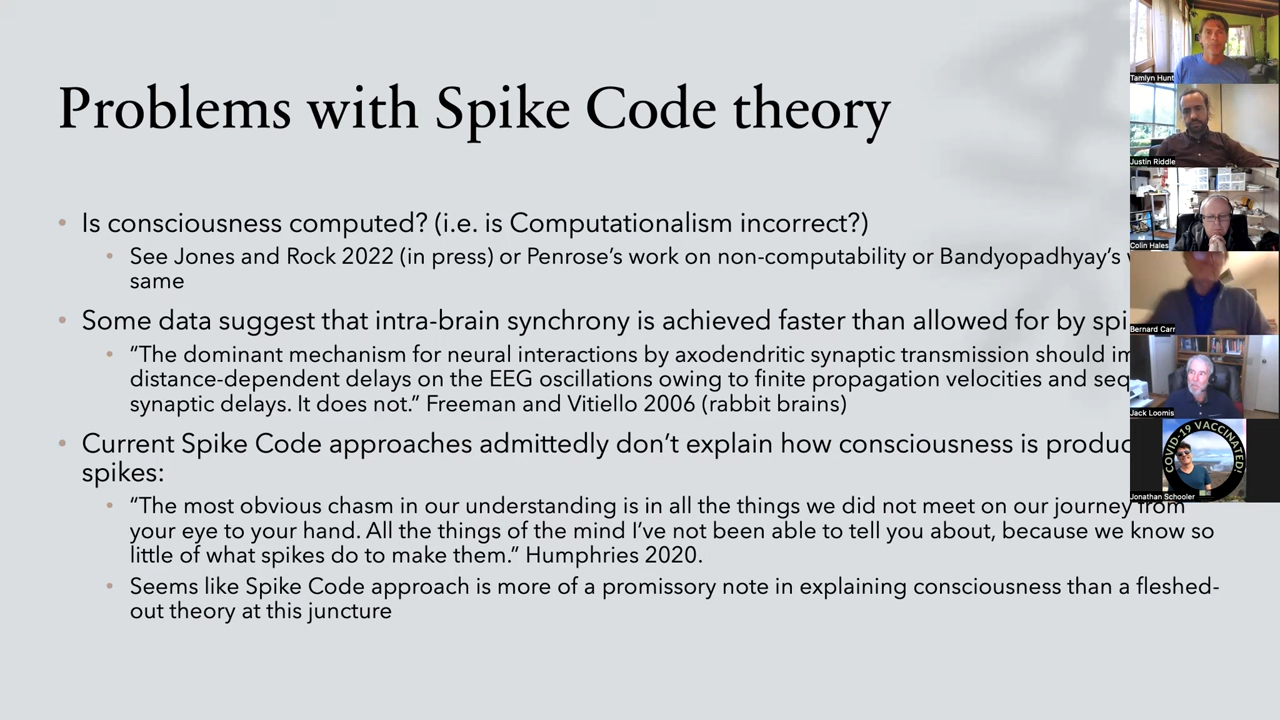 Problems with Spike Code theory
• Is consciousness computed? (i.e. is Computationalism incorrect?)
• See Jones and Rock 2022 (in press) or Penrose’s work on non-computability or Bandyopadhyay’s
same
• Some data suggest that intra-brain synchrony is achieved faster than allowed for by
• “The dominant mechanism for neural interactions by axodendritic synaptic transmission should
distance-dependent delays on the EEG oscillations owing to finite propagation velocities and
synaptic delays. It does not.” Freeman and Vitiello 2006 (rabbit brains)
• Current Spike Code approaches admittedly don’t explain how consciousness is
spikes:
• “The most obvious chasm in our understanding is in all the things we did not meet on our journey from
your eye to your hand. All the things of the mind I’ve not been able to tell you about, because we know so
little of what spikes do to make them.” Humphries 2020.
• Seems like Spike Code approach is more of a promissory note in explaining consciousness than a fleshed-
out theory at this juncture
Tamlyn Hunt
Justin Riddle
Colin Hales
Bernard Carr
Jack Loomis
COVID-19 VACCINATED!
Jonathan Schooler